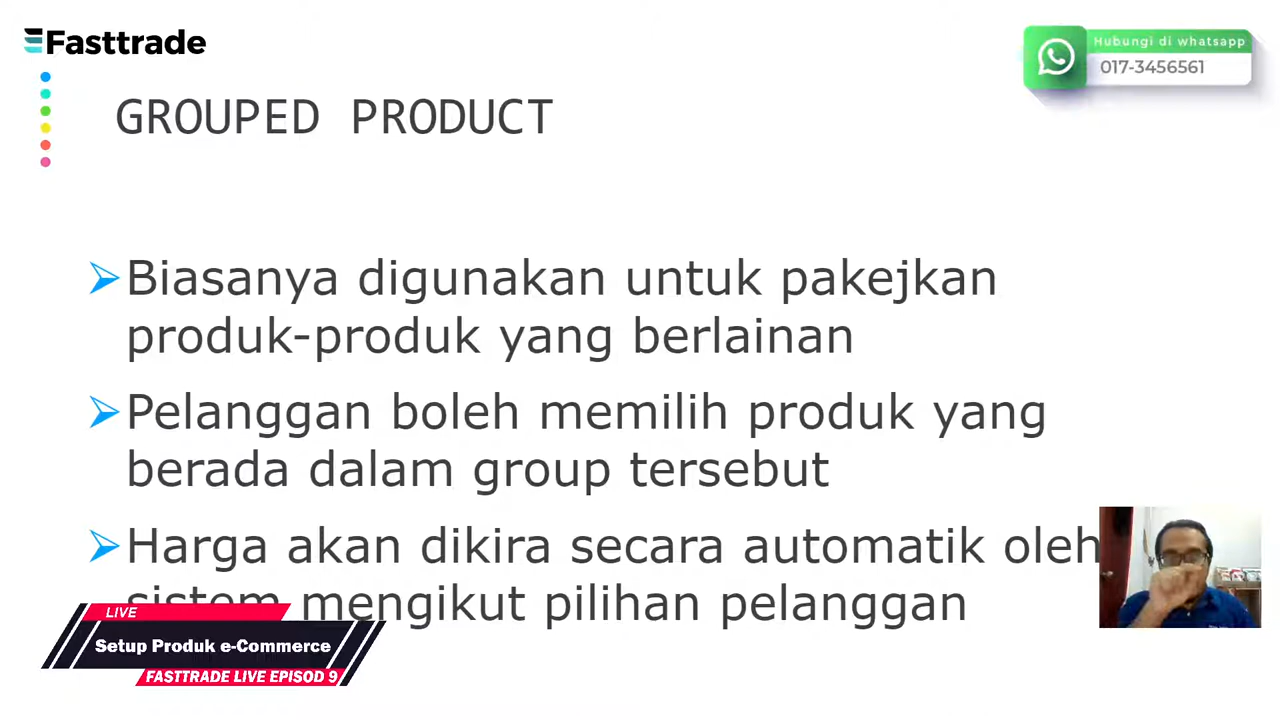 Fasttrade
Hubungi di whatsapp
017-3456561
GROUPED PRODUCT
Biasanya digunakan untuk pakejkan
produk-produk yang berlainan
Pelanggan boleh memilih produk yang
berada dalam group tersebut
Harga akan dikira secara automatik oleh
sistem mengikut pilihan pelanggan
LIVE
Setup Produk e-Commerce
FASTTRADE LIVE EPISOD 9